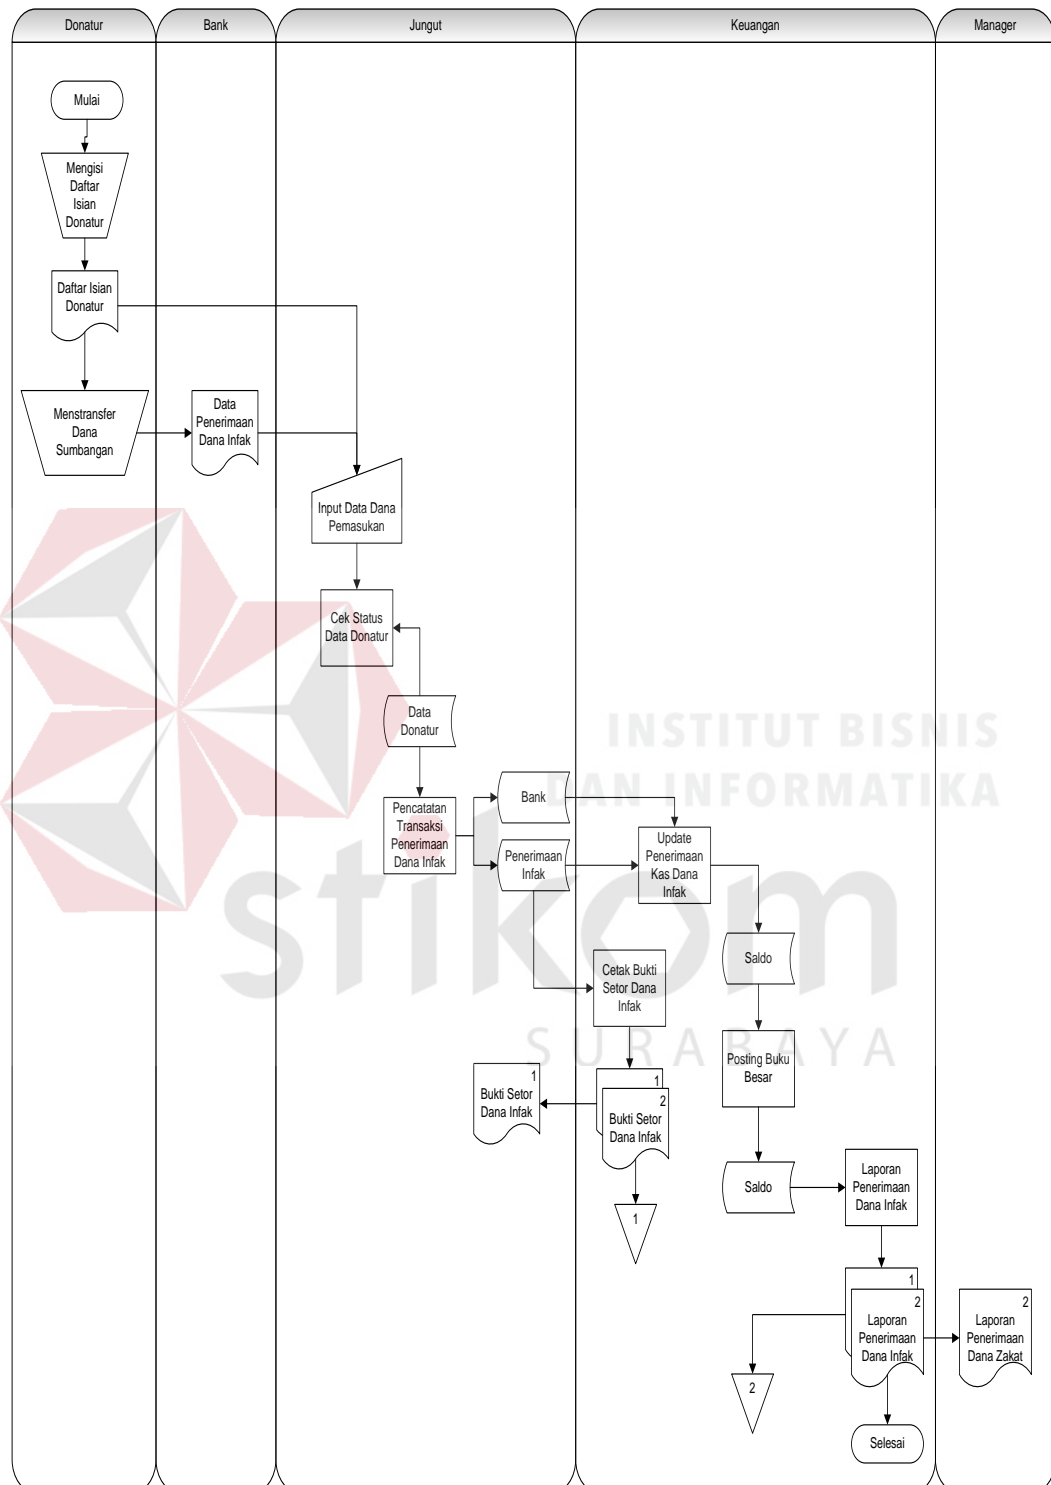 Donatur
Bank
Jungut
Keuangan
Manager
Mulai
Mengisi
Daftar
Isian
Donatur
Daftar Isian
Donatur
Menstransfer
Dana
Sumbangan
Data
Penerimaan
Dana Infak
Input Data Dana
Pemasukan
Cek Status
Data Donatur
Data
Donatur
Pencatatan
Transaksi
Penerimaan
Dana Infak
Bank
Penerimaan
Infak
Update
Penerimaan
Kas Dana
Infak
Saldo
Cetak Bukti
Setor Dana
Infak
Posting Buku
Besar
1
Bukti Setor
Dana Infak
1
2
Bukti Setor
Dana Infak
1
Saldo
Laporan
Penerimaan
Dana Infak
1
2
Laporan
Penerimaan
Dana Infak
2
Laporan
Penerimaan
Dana Zakat
2
Selesai
INSTITUT BISNIS
DAN INFORMATIKA
stikom
SURABAYA